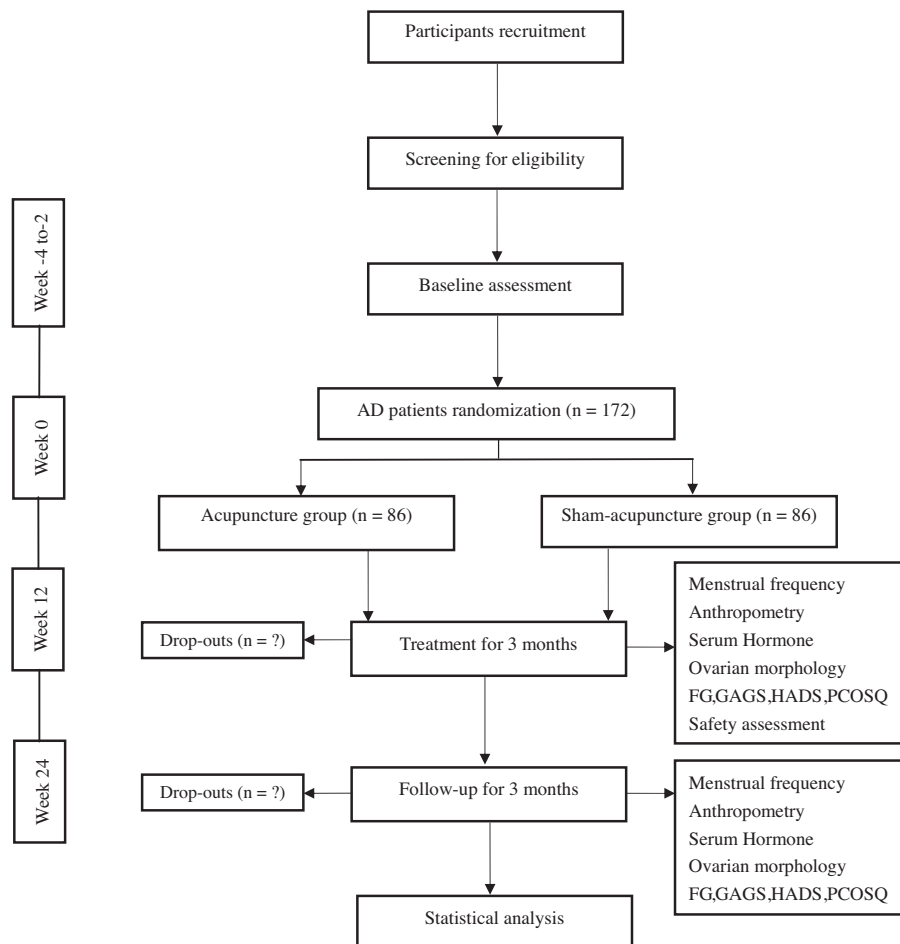 Participants recruitment
Screening for eligibility
Week -4 to-2
Baseline assessment
AD patients randomization (n = 172)
Week 0
Acupuncture group (n = 86)
Sham-acupuncture group (n = 86)
Week 12
Drop-outs (n = ?)
Treatment for 3 months
Menstrual frequency
Anthropometry
Serum Hormone
Ovarian morphology
FG,GAGS,HADS,PCOSQ
Safety assessment
Week 24
Drop-outs (n = ?)
Follow-up for 3 months
Menstrual frequency
Anthropometry
Serum Hormone
Ovarian morphology
FG,GAGS,HADS,PCOSQ
Statistical analysis